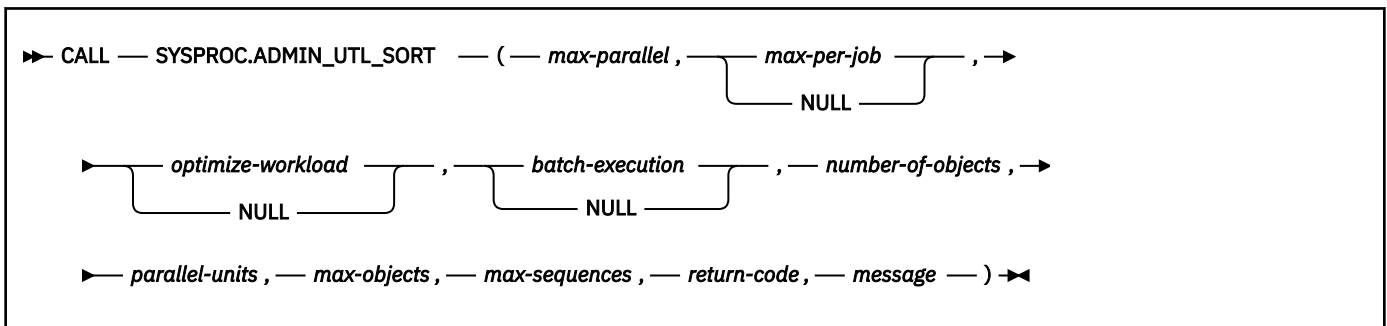 CALL SYSPROC.ADMIN_UTL_SORT ( max-parallel , max-per-job ,
NULL
optimize-workload , batch-execution , number-of-objects ,
NULL NULL
parallel-units , max-objects , max-sequences , return-code , message )